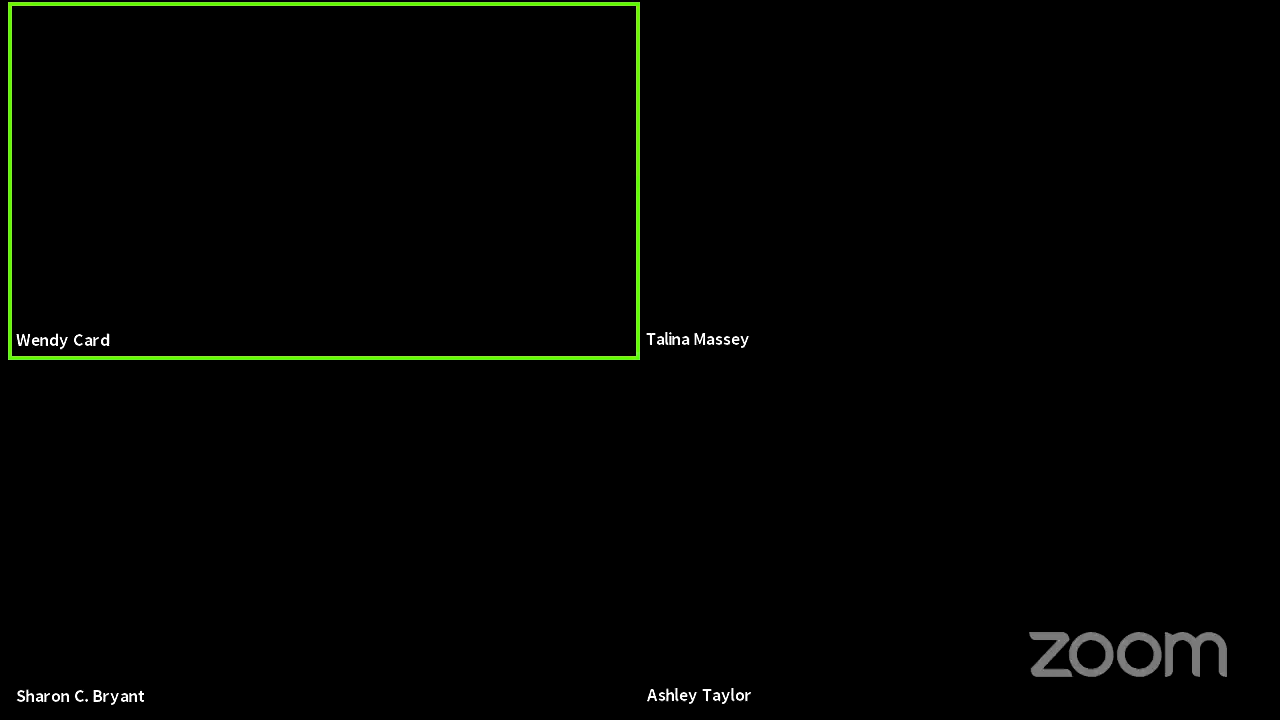 Wendy Card
Talina Massey
Sharon C. Bryant
Ashley Taylor
zoom